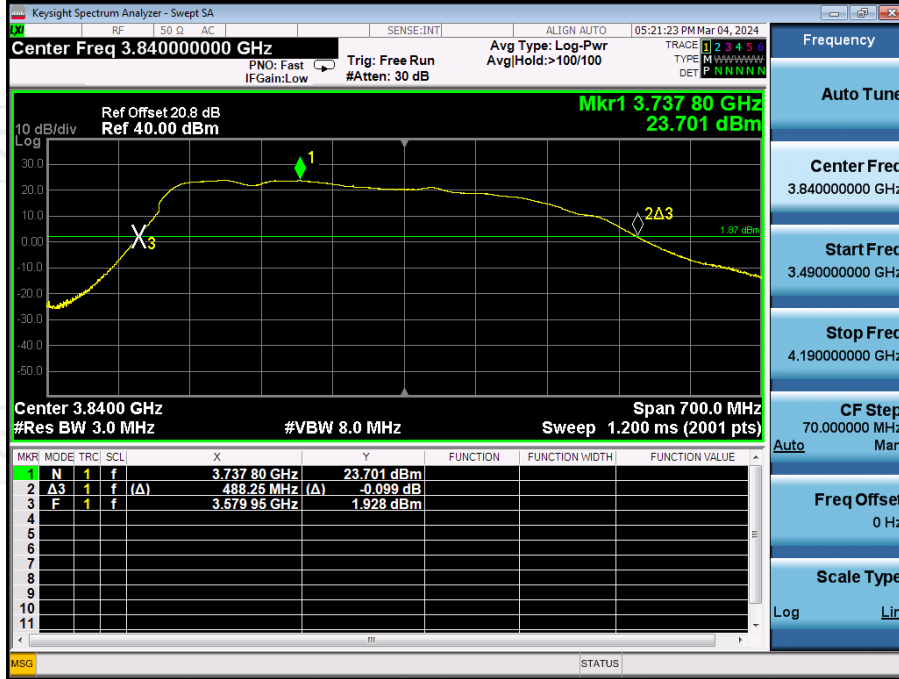 Keysight Spectrum Analyzer - Swept SA
LXI RF 50 Ω AC SENSE:INT ALIGN AUTO 05:21:23 PM Mar 04, 2024
Center Freq 3.840000000 GHz
PNO: Fast
IFGain:Low
Trig: Free Run
#Atten: 30 dB
Avg Type: Log-Pwr
Avg|Hold:>100/100
TRACE 1 2 3 4 5 6
TYPE M W W W W W
DET P N N N N N
Ref Offset 20.8 dB
Ref 40.00 dBm
10 dB/div
Log
Mkr1 3.737 80 GHz
23.701 dBm
30.0
20.0
10.0
0.00
-10.0
-20.0
-30.0
-40.0
-50.0
1
2Δ3
3
1.87 dBm
Center 3.8400 GHz Span 700.0 MHz
#Res BW 3.0 MHz #VBW 8.0 MHz Sweep 1.200 ms (2001 pts)
MKR MODE TRC SCL X Y FUNCTION FUNCTION WIDTH FUNCTION VALUE
1 N 1 f 3.737 80 GHz 23.701 dBm
2 Δ3 1 f (Δ) 488.25 MHz (Δ) -0.099 dB
3 F 1 f 3.579 95 GHz 1.928 dBm
4
5
6
7
8
9
10
11
MSG STATUS
Frequency
Auto Tune
Center Freq
3.840000000 GHz
Start Freq
3.490000000 GHz
Stop Freq
4.190000000 GHz
CF Step
70.000000 MHz
Auto Man
Freq Offset
0 Hz
Scale Type
Log Lin